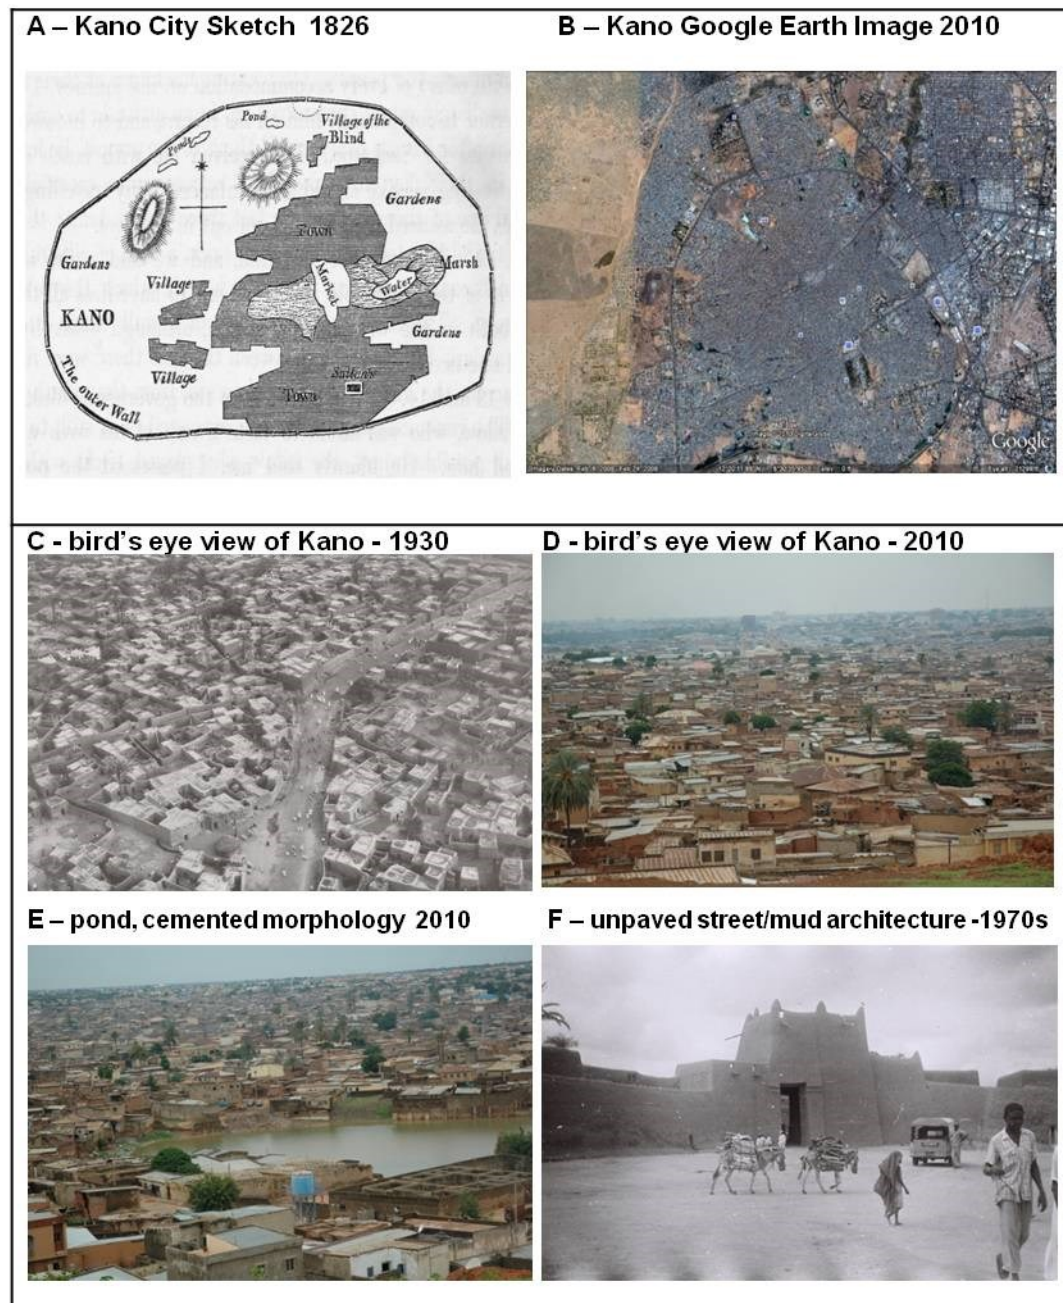 A – Kano City Sketch 1826
B – Kano Google Earth Image 2010
Pond
Village of the
Blind
Ponds
Gardens
Town
Gardens
Marsh
Market
Water
Village
KANO
Gardens
Village
Sultan's
Town
The outer Wall
Google
C - bird's eye view of Kano - 1930
D - bird's eye view of Kano - 2010
E – pond, cemented morphology 2010
F – unpaved street/mud architecture -1970s